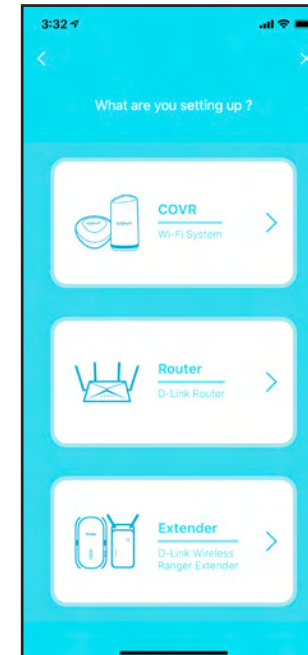 3:32
What are you setting up ?
COVR
Wi-Fi System
Router
D-Link Router
Extender
D-Link Wireless
Ranger Extender